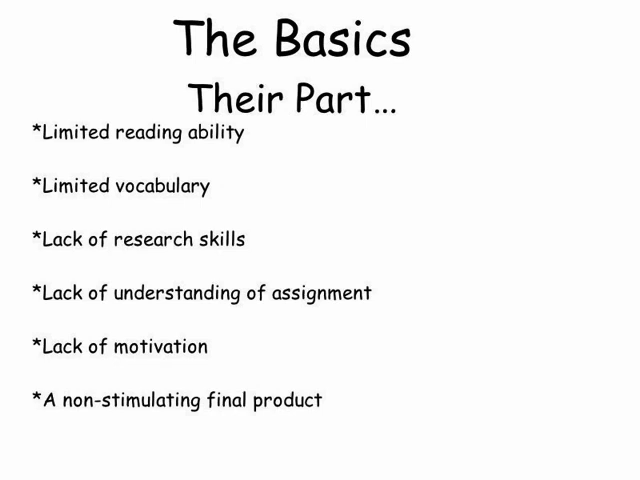 The Basics
Their Part...
*Limited reading ability
*Limited vocabulary
*Lack of research skills
*Lack of understanding of assignment
*Lack of motivation
*A non-stimulating final product